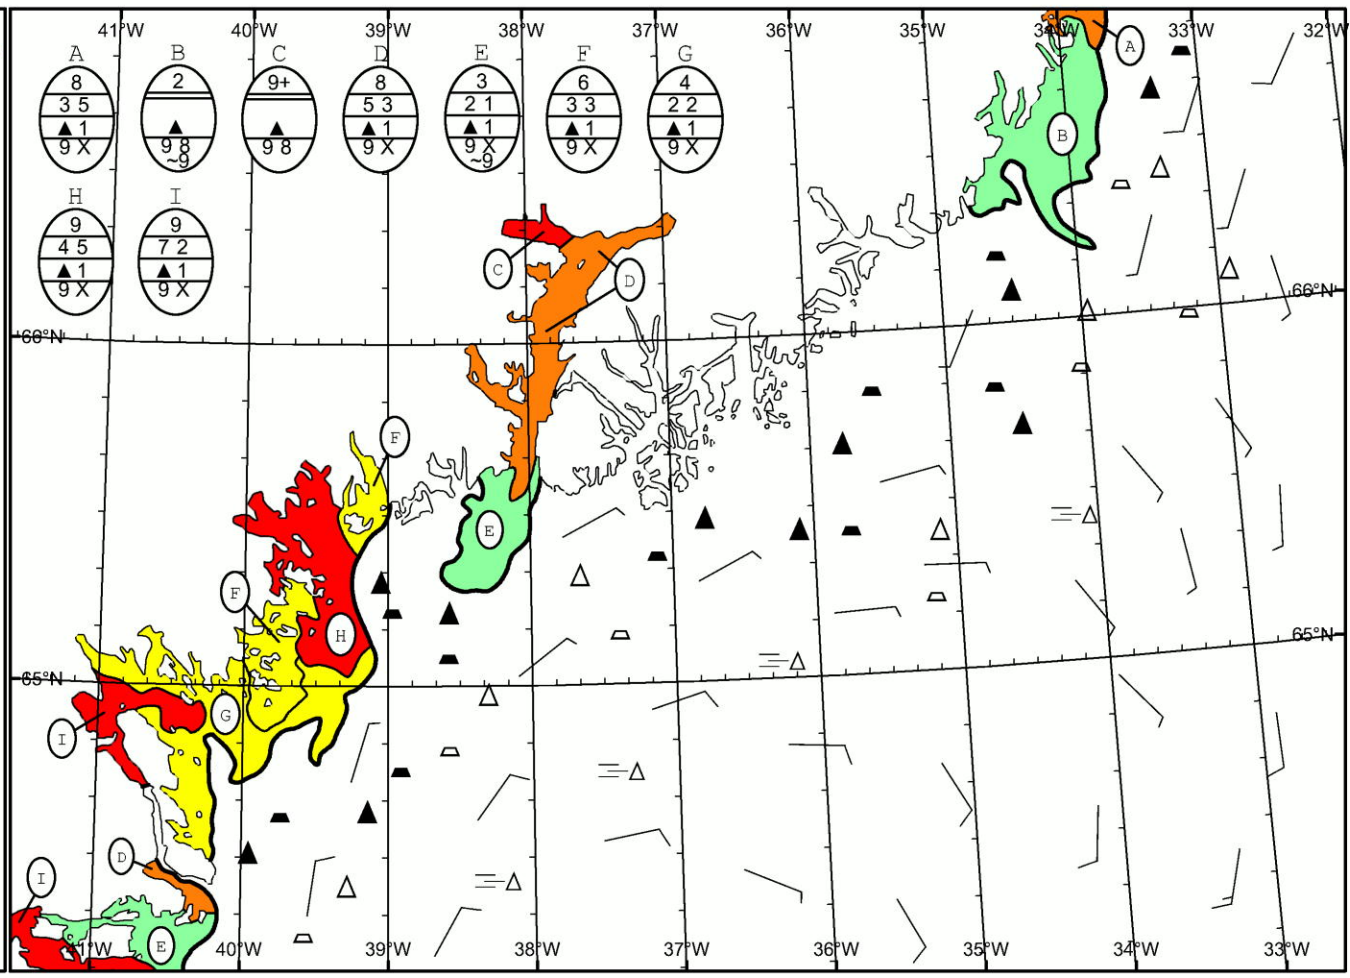 41°W 40°W 39°W 38°W 37°W 36°W 35°W 34°W 33°W 32°W
A B C D E F G
8 2 9+ 8 3 6 4
3 5 5 3 2 1 3 3 2 2
▲1 ▲ ▲ ▲1 ▲1 ▲1 ▲1
9 X 9 8 9 8 9 X 9 X 9 X 9 X
~9 ~9
H I
9 9
4 5 7 2
▲1 ▲1
9 X 9 X
A
B
C
D
66°N
66°N
F
E
F
H
65°N
65°N
G
I
D
I
E
41°W 40°W 39°W 38°W 37°W 36°W 35°W 34°W 33°W